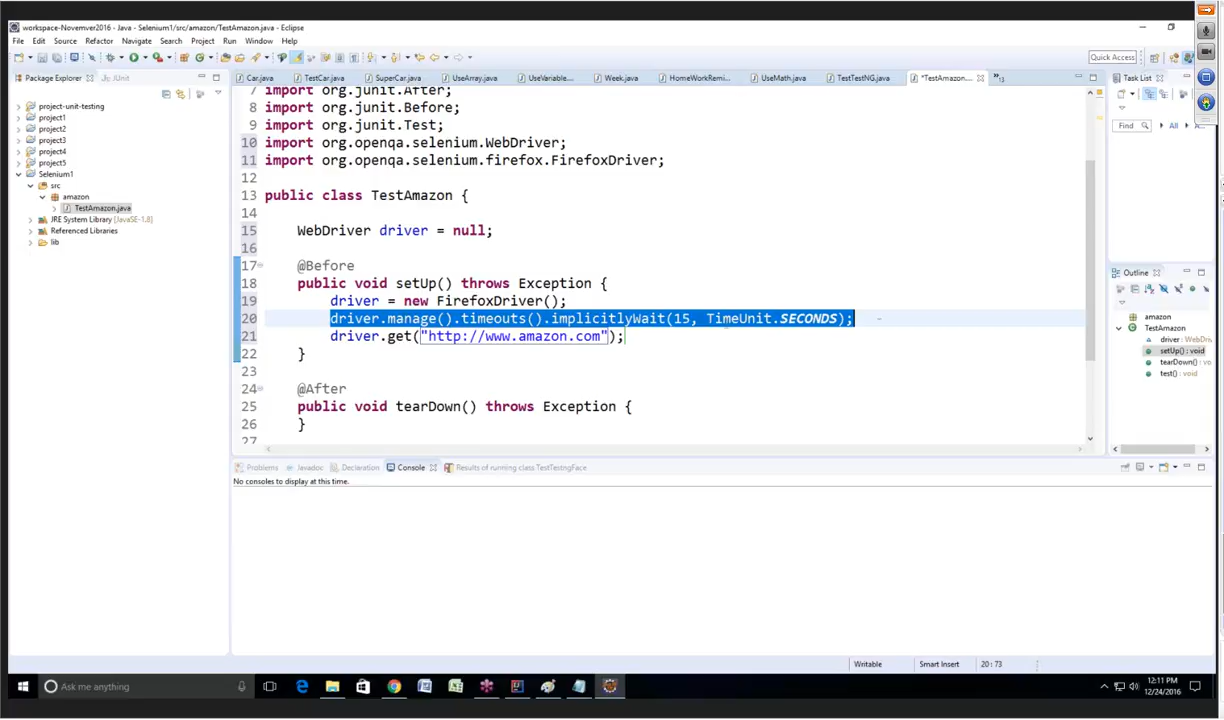 workspace-Novemver2016 - Java - Selenium1/src/amazon/TestAmazon.java - Eclipse
File Edit Source Refactor Navigate Search Project Run Window Help
Quick Access
Package Explorer JUnit
Car.java TestCar.java SuperCar.java UseArray.java UseVariable... Week.java HomeWorkRemi... UseMath.java TestTestNG.java *TestAmazon....
Task List
project-unit-testing
project1
project2
project3
project4
project5
Selenium1
src
amazon
TestAmazon.java
JRE System Library [JavaSE-1.8]
Referenced Libraries
lib
7 import org.junit.After;
8 import org.junit.Before;
9 import org.junit.Test;
10 import org.openqa.selenium.WebDriver;
11 import org.openqa.selenium.firefox.FirefoxDriver;
12
13 public class TestAmazon {
14
15 WebDriver driver = null;
16
17 @Before
18 public void setUp() throws Exception {
19 driver = new FirefoxDriver();
20 driver.manage().timeouts().implicitlyWait(15, TimeUnit.SECONDS);
21 driver.get("http://www.amazon.com");
22 }
23
24 @After
25 public void tearDown() throws Exception {
26 }
27
Find All
Outline
amazon
TestAmazon
driver : WebDri
setUp() : void
tearDown() : vo
test() : void
Problems Javadoc Declaration Console Results of running class TestTestngFace
No consoles to display at this time.
Writable Smart Insert 20 : 73
Ask me anything
12:11 PM
12/24/2016